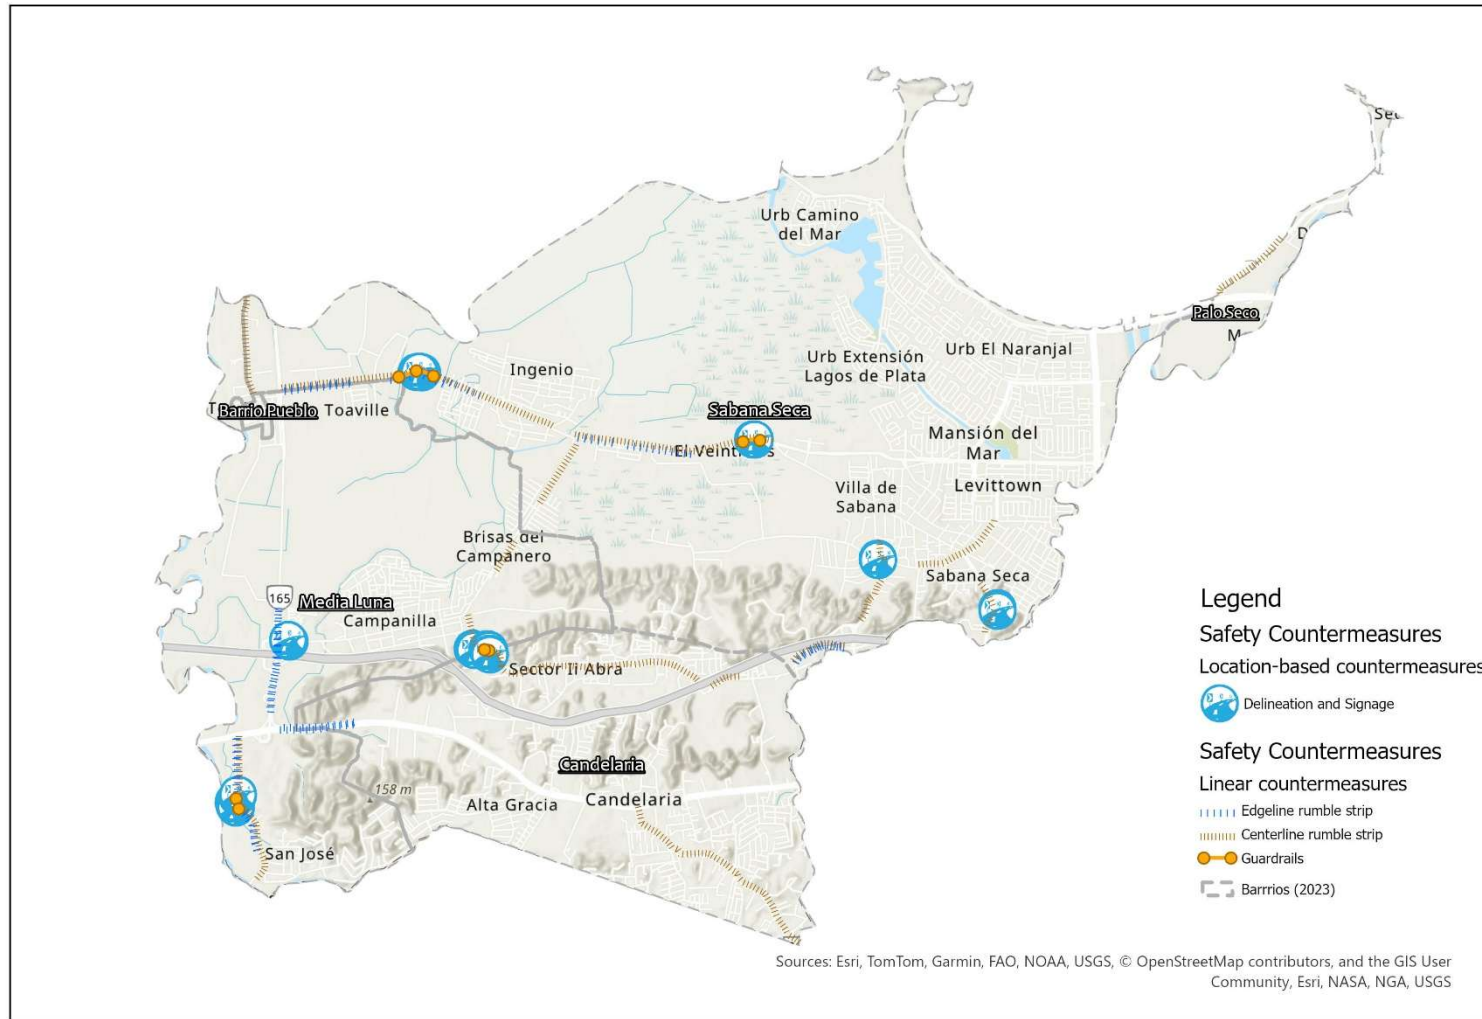 Sec
Urb Camino
del Mar
D
Palo Seco
M
Urb Extensión
Lagos de Plata
Urb El Naranjal
Ingenio
T
Barrio Pueblo
Toaville
Sabana Seca
El Veintidós
Mansión del
Mar
Levittown
Villa de
Sabana
Brisas del
Campanero
Sabana Seca
165
Media Luna
Campanilla
Sector Ii Abra
Candelaria
158 m
Alta Gracia
Candelaria
San José
Legend
Safety Countermeasures
Location-based countermeasures
Delineation and Signage
Safety Countermeasures
Linear countermeasures
Edgeline rumble strip
Centerline rumble strip
Guardrails
Barrrios (2023)
Sources: Esri, TomTom, Garmin, FAO, NOAA, USGS, © OpenStreetMap contributors, and the GIS User
Community, Esri, NASA, NGA, USGS